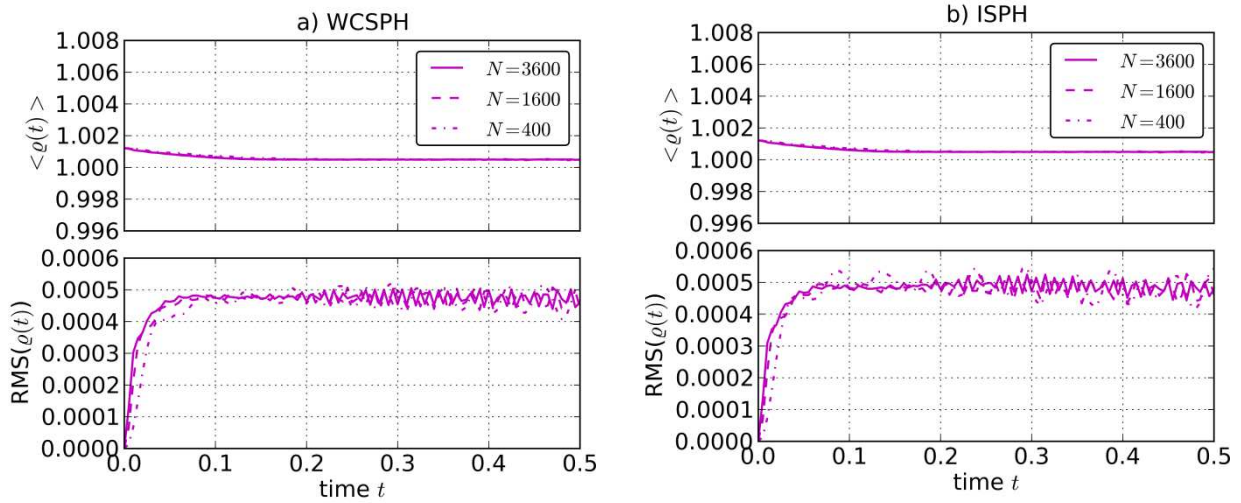 a) WCSPH
1.008
1.006
1.004
1.002
1.000
0.998
0.996
<ϱ(t)>
N=3600
N=1600
N=400
0.0006
0.0005
0.0004
0.0003
0.0002
0.0001
0.0000
RMS(ϱ(t))
0.0 0.1 0.2 0.3 0.4 0.5
time t
b) ISPH
1.008
1.006
1.004
1.002
1.000
0.998
0.996
<ϱ(t)>
N=3600
N=1600
N=400
0.0006
0.0005
0.0004
0.0003
0.0002
0.0001
0.0000
RMS(ϱ(t))
0.0 0.1 0.2 0.3 0.4 0.5
time t